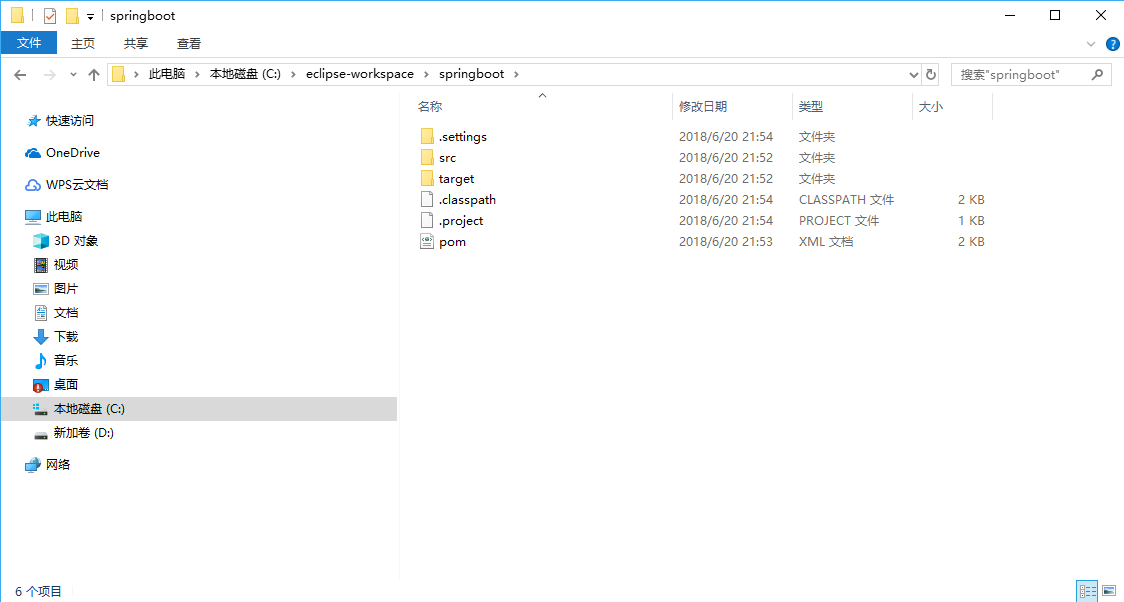 springboot
文件 主页 共享 查看
此电脑 本地磁盘 (C:) eclipse-workspace springboot 搜索"springboot"
快速访问
OneDrive
WPS云文档
此电脑
3D 对象
视频
图片
文档
下载
音乐
桌面
本地磁盘 (C:)
新加卷 (D:)
网络
名称 修改日期 类型 大小
.settings 2018/6/20 21:54 文件夹
src 2018/6/20 21:52 文件夹
target 2018/6/20 21:52 文件夹
.classpath 2018/6/20 21:54 CLASSPATH 文件 2 KB
.project 2018/6/20 21:54 PROJECT 文件 1 KB
pom 2018/6/20 21:53 XML 文档 2 KB
6 个项目